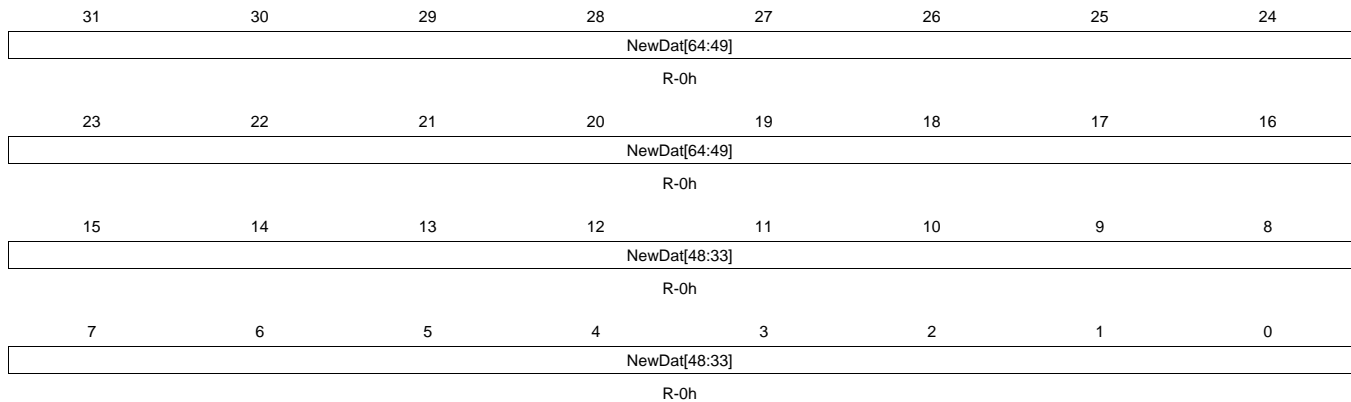 31 30 29 28 27 26 25 24
NewDat[64:49]
R-0h
23 22 21 20 19 18 17 16
NewDat[64:49]
R-0h
15 14 13 12 11 10 9 8
NewDat[48:33]
R-0h
7 6 5 4 3 2 1 0
NewDat[48:33]
R-0h